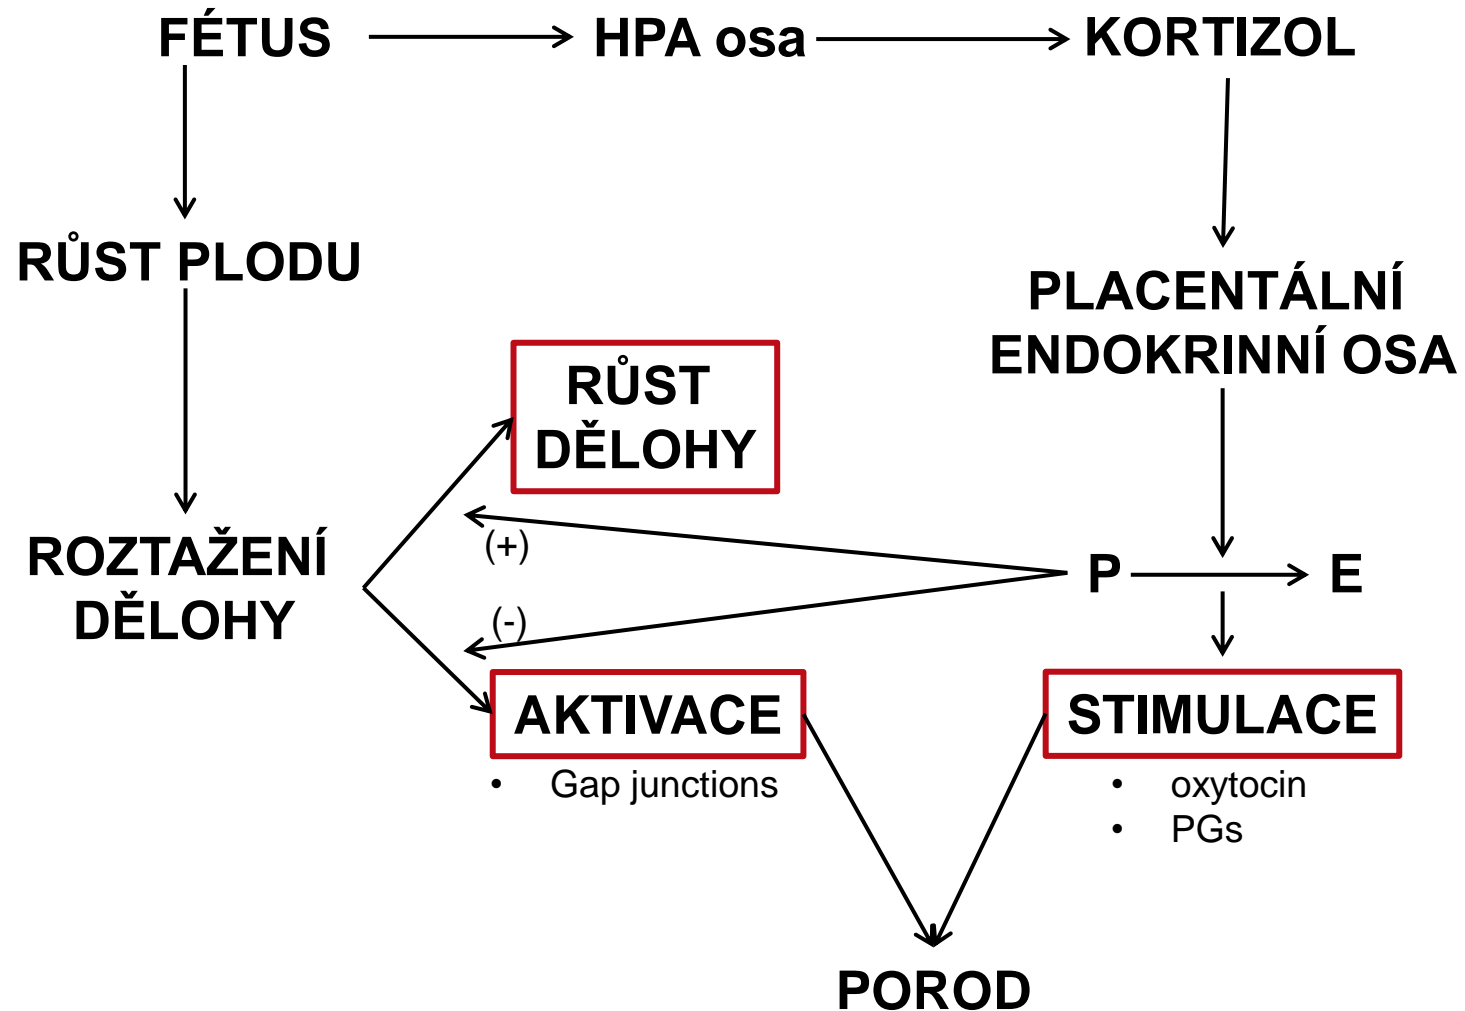 FÉTUS
HPA osa
KORTIZOL
RŮST PLODU
PLACENTÁLNÍ
ENDOKRINNÍ OSA
RŮST
DĚLOHY
ROZTAŽENÍ
DĚLOHY
(+)
(-)
P
E
AKTIVACE
• Gap junctions
STIMULACE
• oxytocin
• PGs
POROD